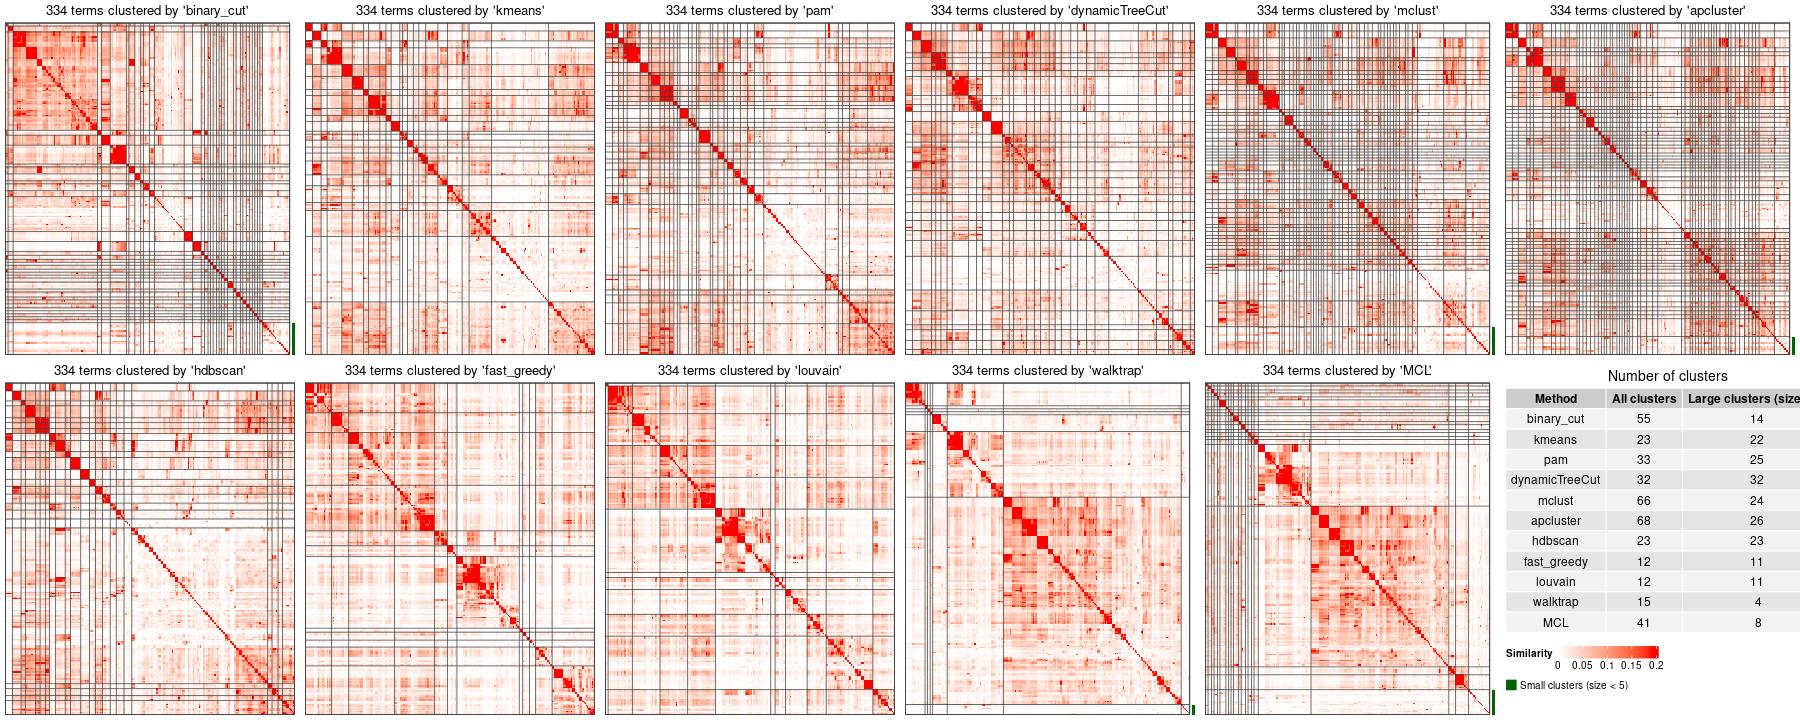 334 terms clustered by 'binary_cut'
334 terms clustered by 'kmeans'
334 terms clustered by 'pam'
334 terms clustered by 'dynamicTreeCut'
334 terms clustered by 'mclust'
334 terms clustered by 'apcluster'
334 terms clustered by 'hdbscan'
334 terms clustered by 'fast_greedy'
334 terms clustered by 'louvain'
334 terms clustered by 'walktrap'
334 terms clustered by 'MCL'
Number of clusters
Method All clusters Large clusters (size
binary_cut 55 14
kmeans 23 22
pam 33 25
dynamicTreeCut 32 32
mclust 66 24
apcluster 68 26
hdbscan 23 23
fast_greedy 12 11
louvain 12 11
walktrap 15 4
MCL 41 8
Similarity
0 0.05 0.1 0.15 0.2
Small clusters (size < 5)